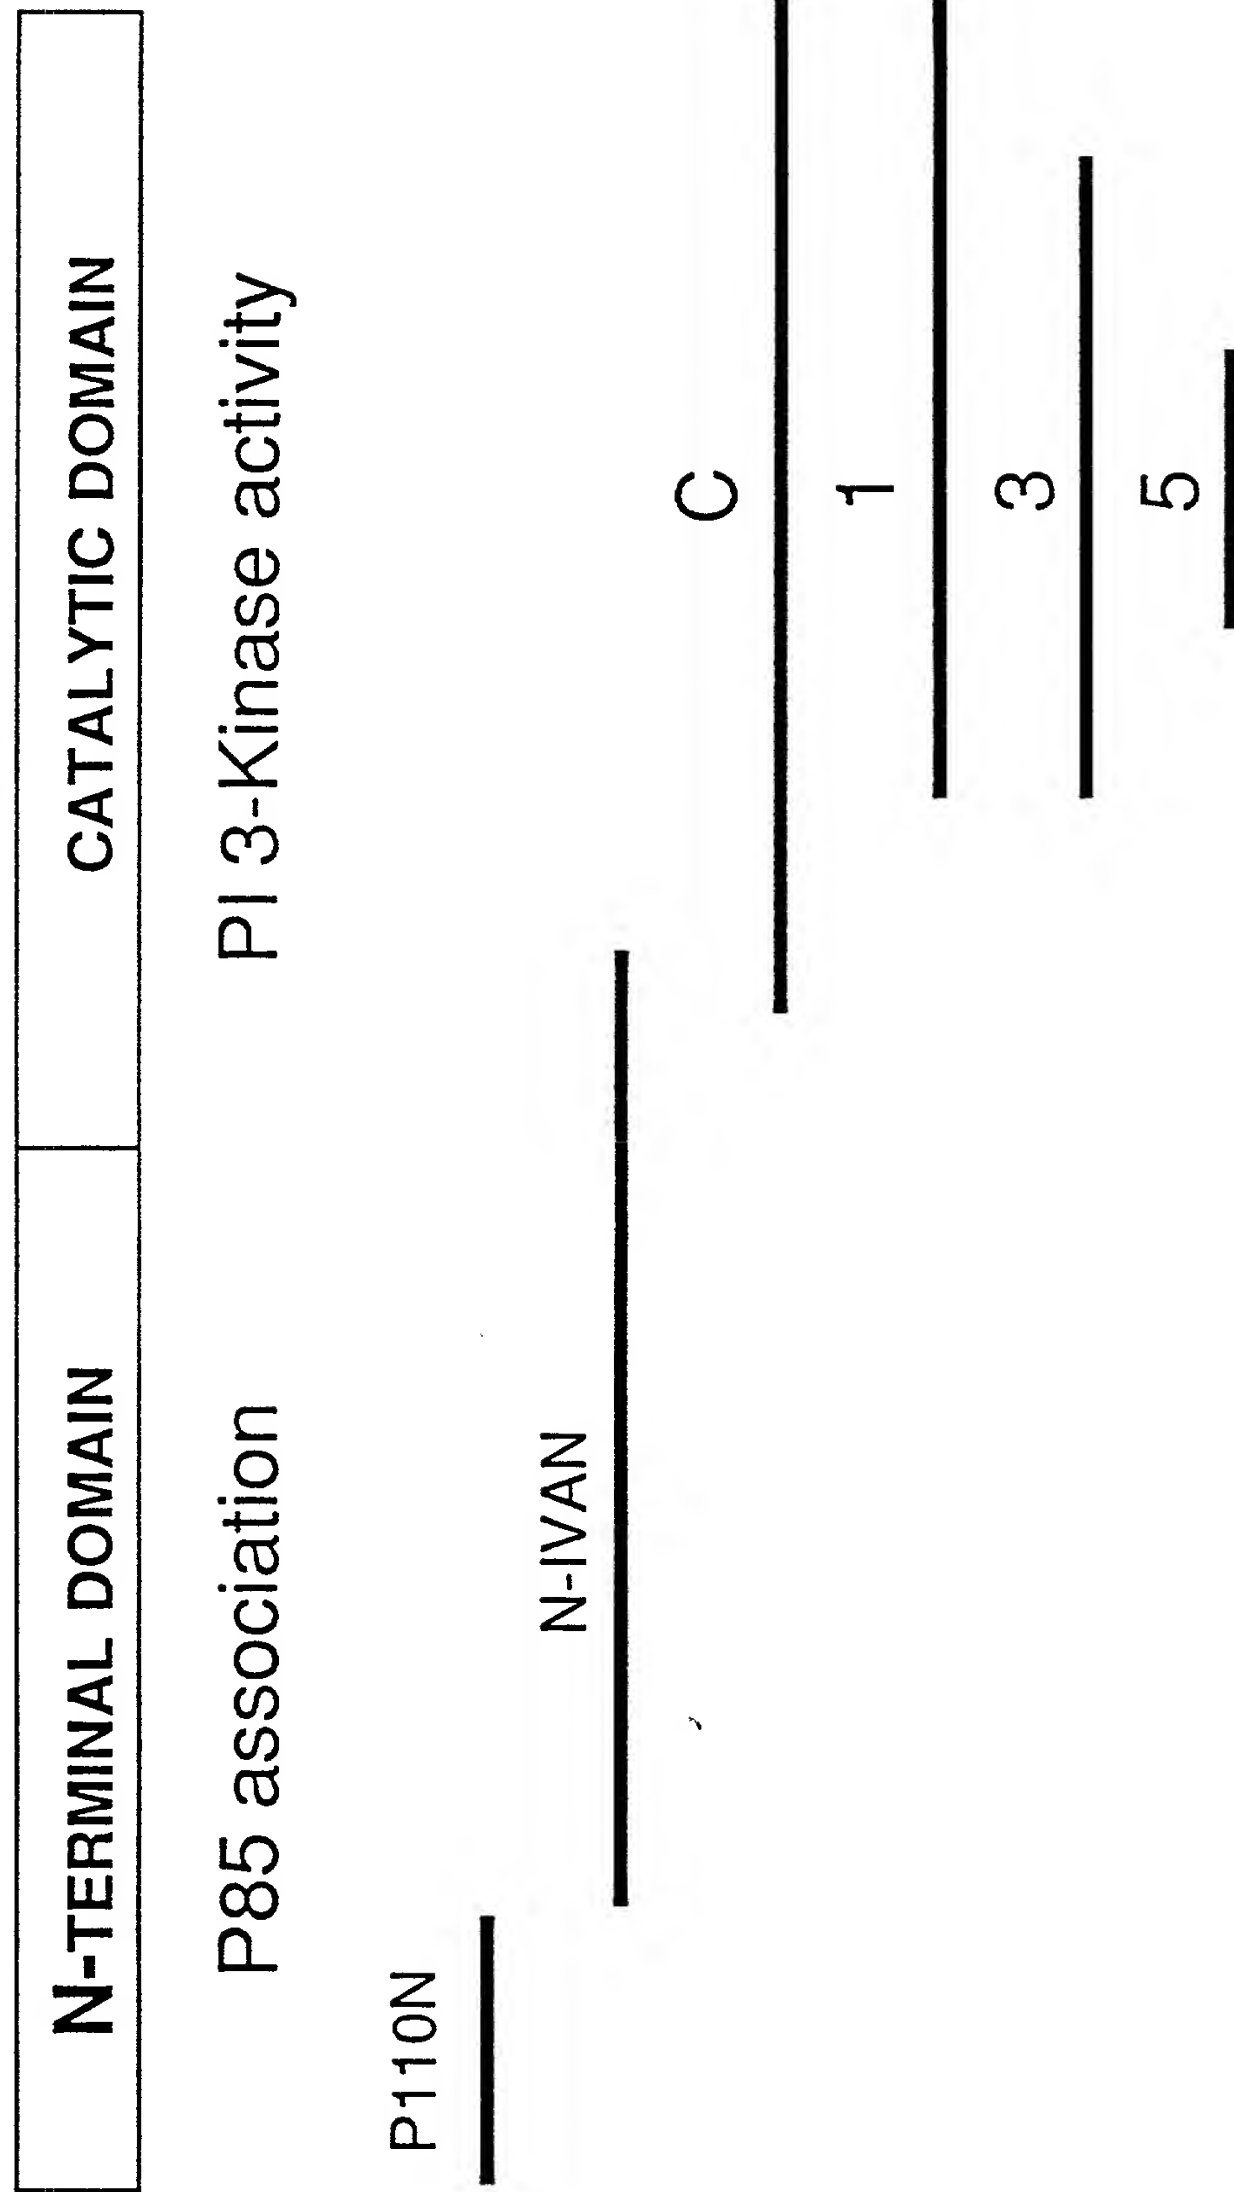 N-TERMINAL DOMAIN CATALYTIC DOMAIN
P85 association PI 3-Kinase activity
P110N
N-IVAN
C
1
3
5